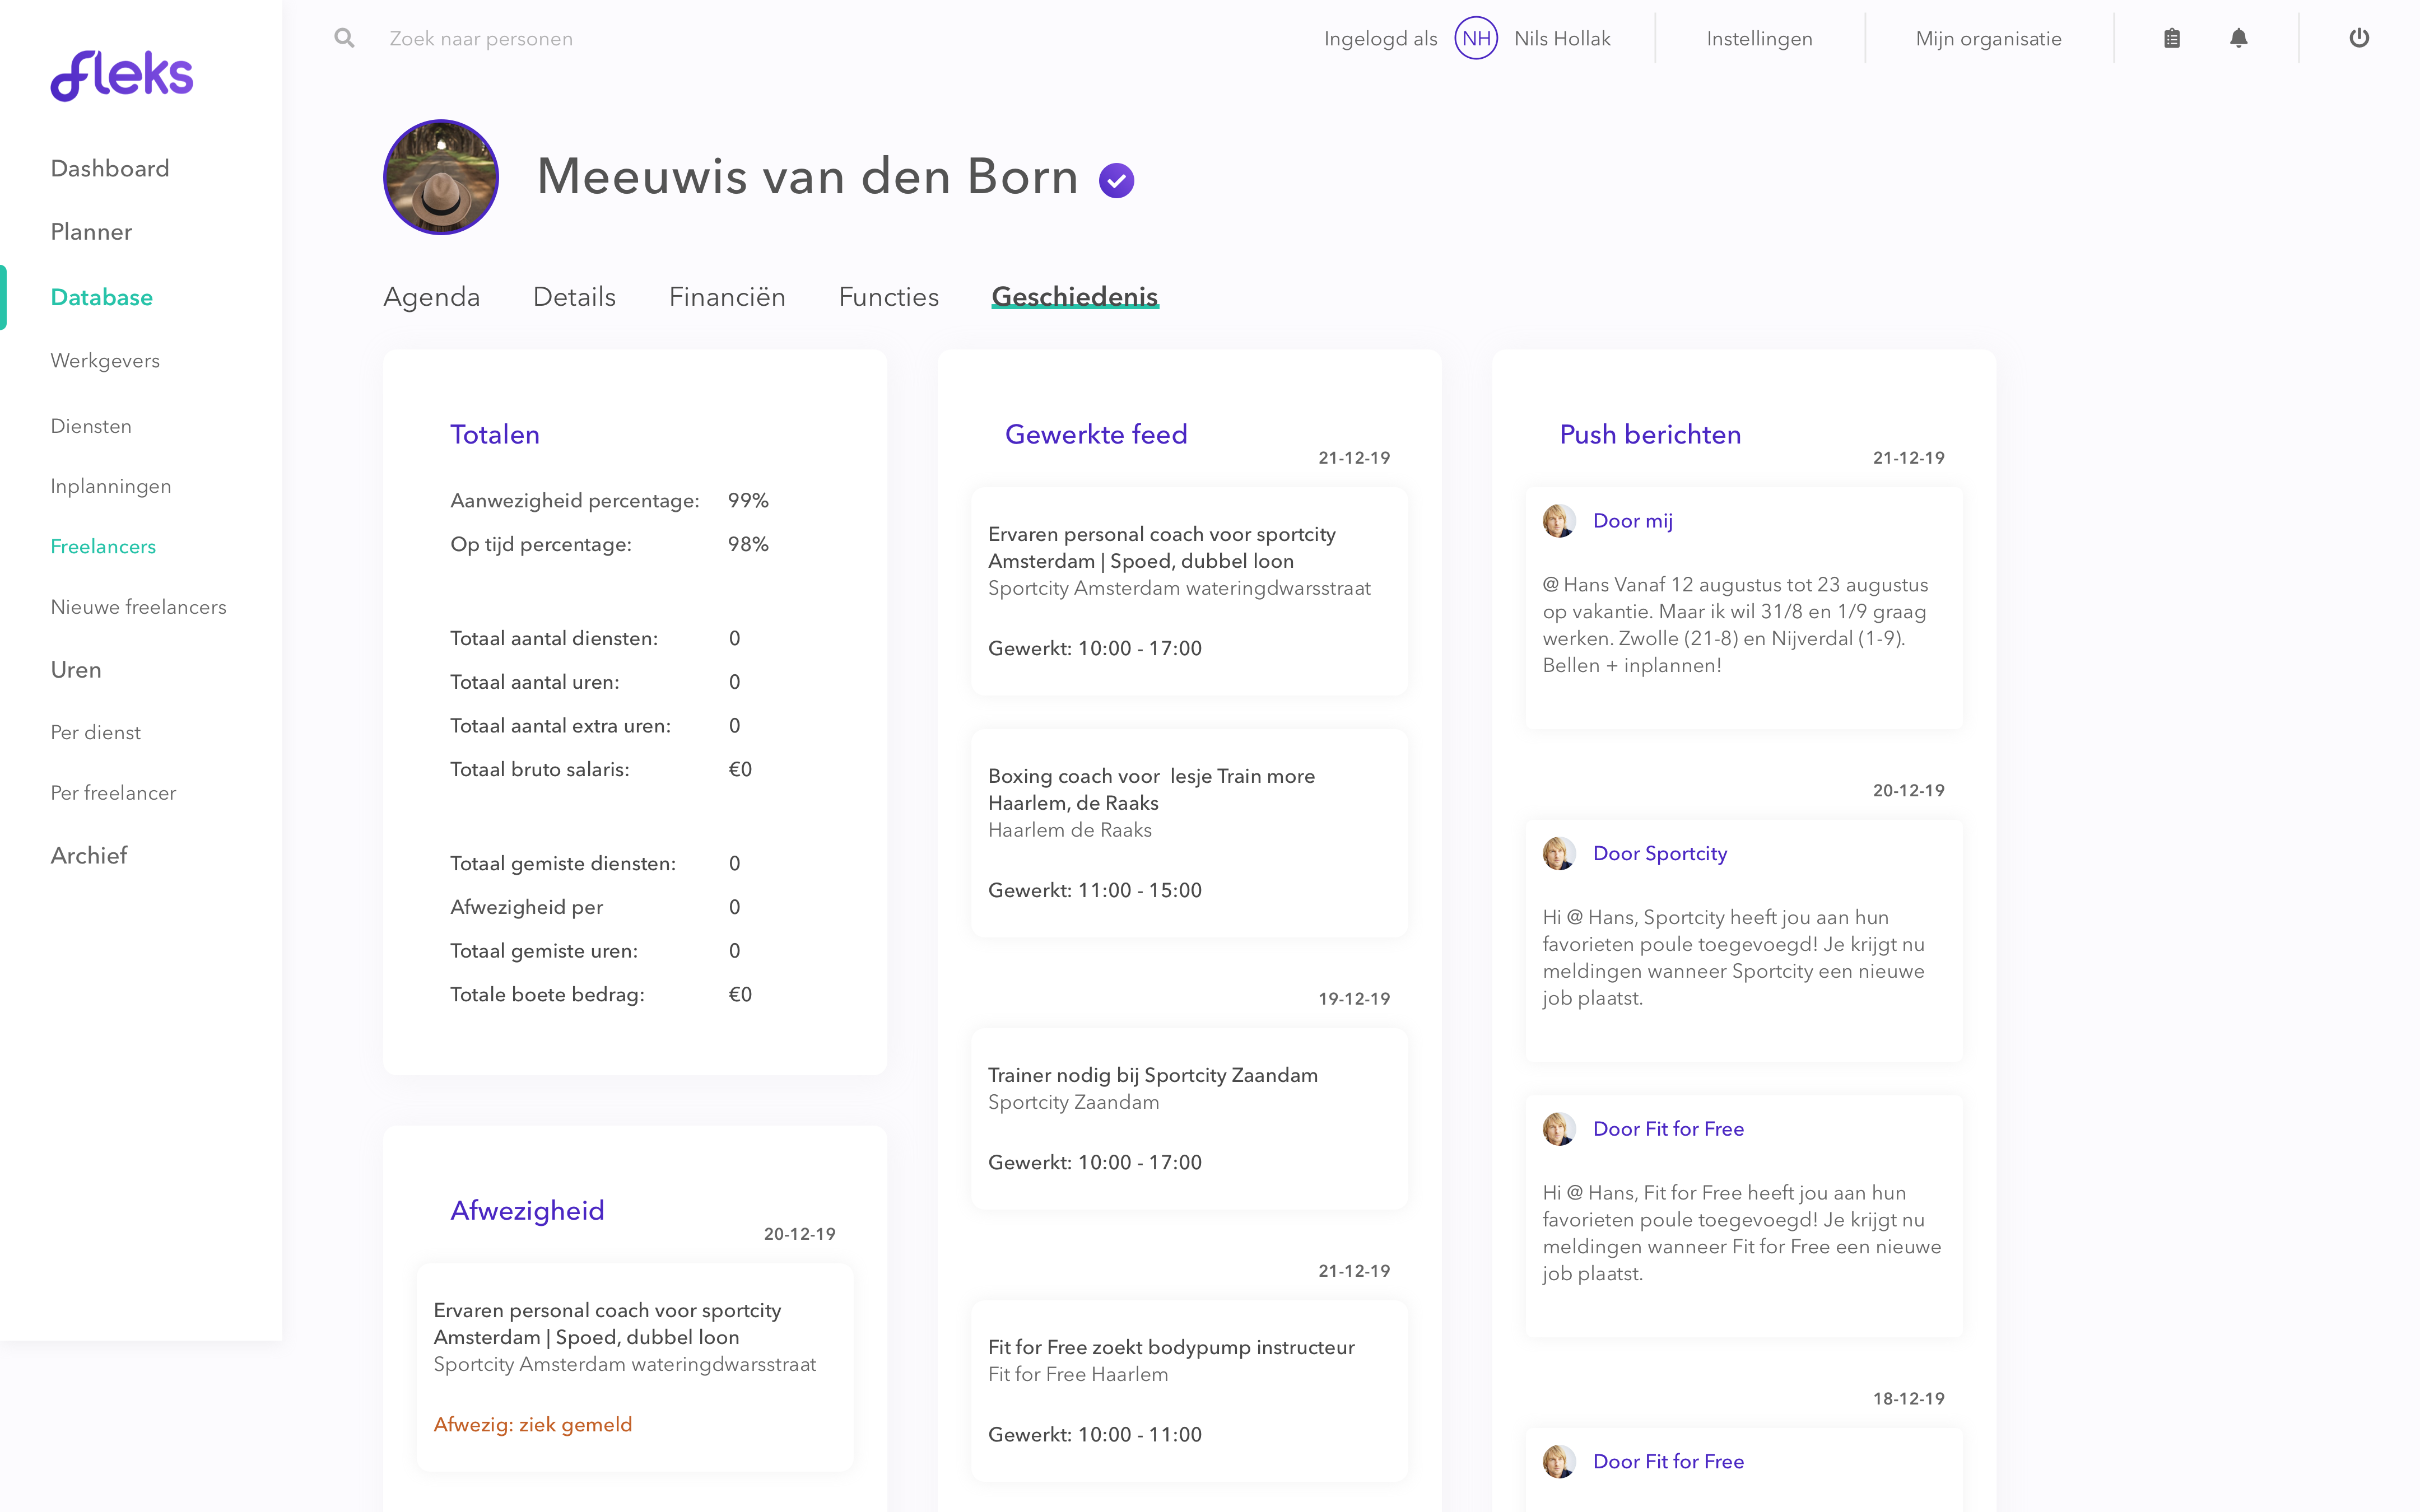 fleks
Dashboard
Planner
Database
Werkgevers
Diensten
Inplanningen
Freelancers
Nieuwe freelancers
Uren
Per dienst
Per freelancer
Archief
Zoek naar personen
Ingelogd als NH Nils Hollak
Instellingen
Mijn organisatie
Meeuwis van den Born
Agenda
Details
Financiën
Functies
Geschiedenis
Totalen
Aanwezigheid percentage: 99%
Op tijd percentage: 98%
Totaal aantal diensten: 0
Totaal aantal uren: 0
Totaal aantal extra uren: 0
Totaal bruto salaris: €0
Totaal gemiste diensten: 0
Afwezigheid per 0
Totaal gemiste uren: 0
Totale boete bedrag: €0
Afwezigheid
20-12-19
Ervaren personal coach voor sportcity
Amsterdam | Spoed, dubbel loon
Sportcity Amsterdam wateringdwarsstraat
Afwezig: ziek gemeld
Gewerkte feed
21-12-19
Ervaren personal coach voor sportcity
Amsterdam | Spoed, dubbel loon
Sportcity Amsterdam wateringdwarsstraat
Gewerkt: 10:00 - 17:00
Boxing coach voor  lesje Train more
Haarlem, de Raaks
Haarlem de Raaks
Gewerkt: 11:00 - 15:00
19-12-19
Trainer nodig bij Sportcity Zaandam
Sportcity Zaandam
Gewerkt: 10:00 - 17:00
21-12-19
Fit for Free zoekt bodypump instructeur
Fit for Free Haarlem
Gewerkt: 10:00 - 11:00
Push berichten
21-12-19
Door mij
@ Hans Vanaf 12 augustus tot 23 augustus
op vakantie. Maar ik wil 31/8 en 1/9 graag
werken. Zwolle (21-8) en Nijverdal (1-9).
Bellen + inplannen!
20-12-19
Door Sportcity
Hi @ Hans, Sportcity heeft jou aan hun
favorieten poule toegevoegd! Je krijgt nu
meldingen wanneer Sportcity een nieuwe
job plaatst.
Door Fit for Free
Hi @ Hans, Fit for Free heeft jou aan hun
favorieten poule toegevoegd! Je krijgt nu
meldingen wanneer Fit for Free een nieuwe
job plaatst.
18-12-19
Door Fit for Free